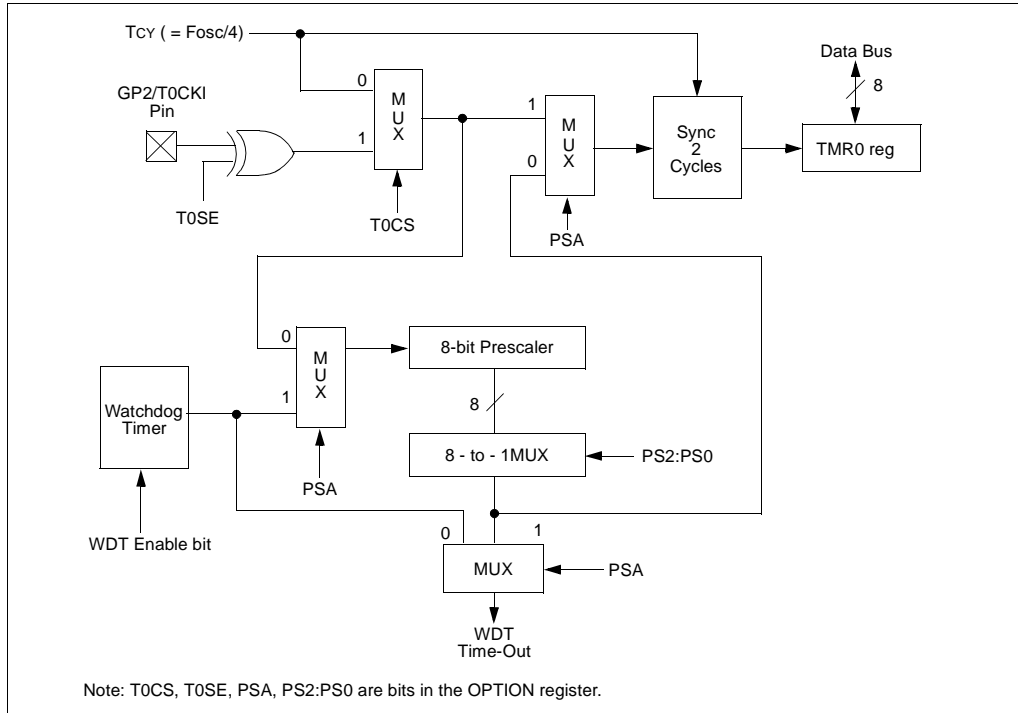 TCY ( = Fosc/4)
Data Bus
GP2/T0CKI
Pin
0
1
M
U
X
T0SE
T0CS
1
0
M
U
X
PSA
Sync
2
Cycles
8
TMR0 reg
0
1
M
U
X
8-bit Prescaler
Watchdog
Timer
8
8 - to - 1MUX
PS2:PS0
PSA
WDT Enable bit
0
1
MUX
PSA
WDT
Time-Out
Note: T0CS, T0SE, PSA, PS2:PS0 are bits in the OPTION register.